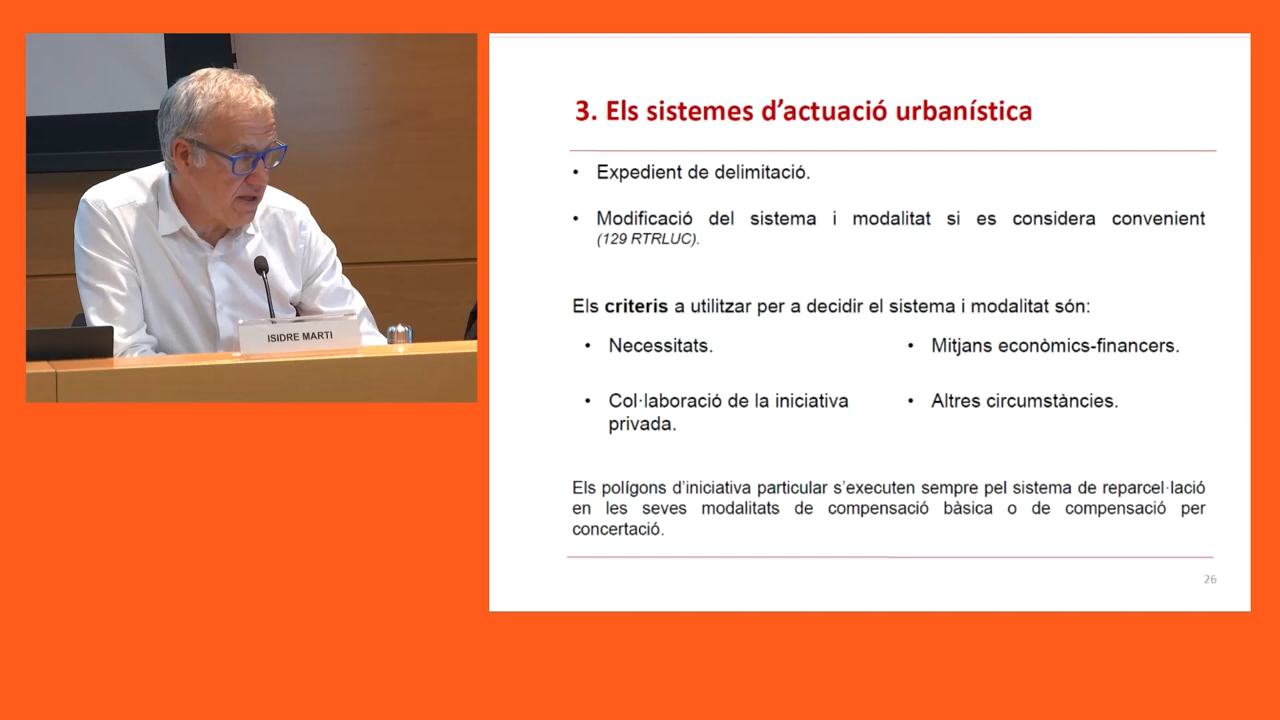 ISIDRE MARTI
3. Els sistemes d’actuació urbanística
• Expedient de delimitació.
• Modificació del sistema i modalitat si es considera convenient
(129 RTRLUC).
Els criteris a utilitzar per a decidir el sistema i modalitat són:
• Necessitats.
• Mitjans econòmics-financers.
• Col·laboració de la iniciativa
privada.
• Altres circumstàncies.
Els polígons d’iniciativa particular s’executen sempre pel sistema de reparcel·lació
en les seves modalitats de compensació bàsica o de compensació per
concertació.
26